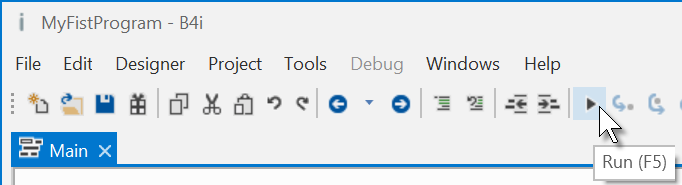 MyFistProgram - B4i
File Edit Designer Project Tools Debug Windows Help
Main
Run (F5)